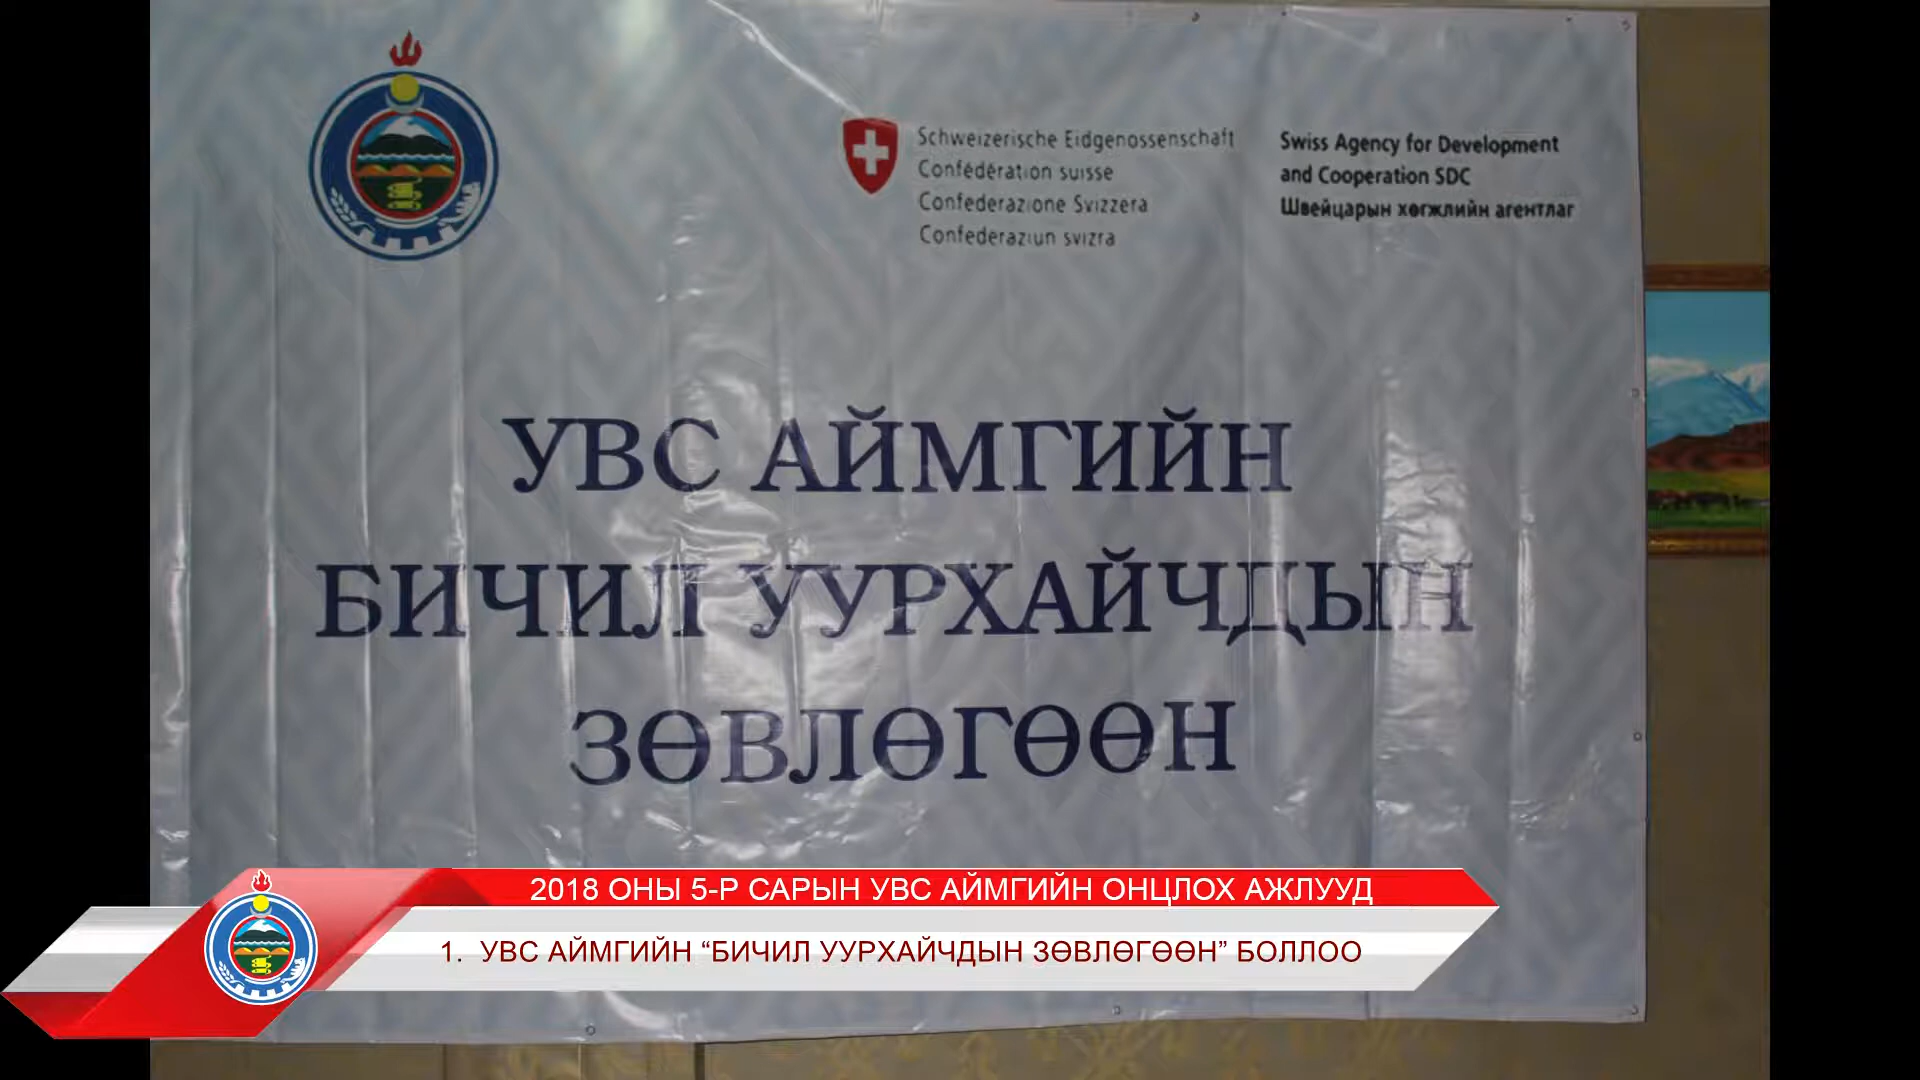 Schweizerische Eidgenossenschaft
Confédération suisse
Confederazione Svizzera
Confederaziun svizra
Swiss Agency for Development
and Cooperation SDC
Швейцарын хөгжлийн агентлаг
УВС АЙМГИЙН
БИЧИЛ УУРХАЙЧДЫН
ЗӨВЛӨГӨӨН
2018 ОНЫ 5-Р САРЫН УВС АЙМГИЙН ОНЦЛОХ АЖЛУУД
1. УВС АЙМГИЙН “БИЧИЛ УУРХАЙЧДЫН ЗӨВЛӨГӨӨН” БОЛЛОО